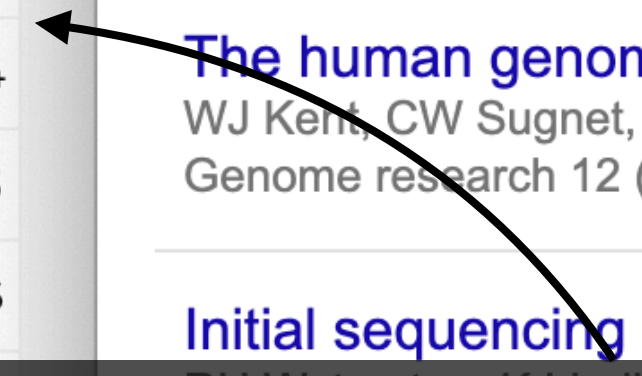 The human genom
WJ Kent, CW Sugnet,
Genome research 12 (
Initial sequencing